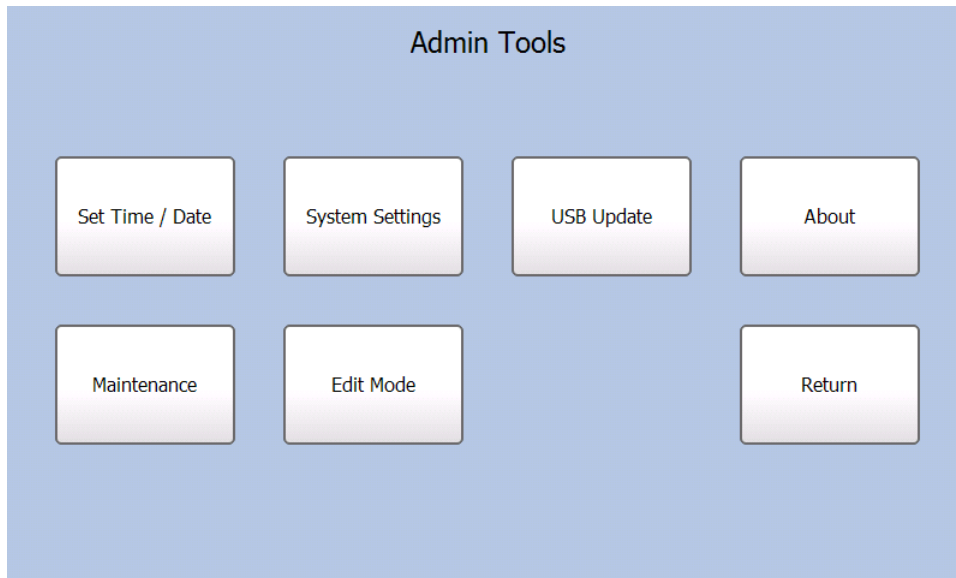 Admin Tools
Set Time / Date
System Settings
USB Update
About
Maintenance
Edit Mode
Return